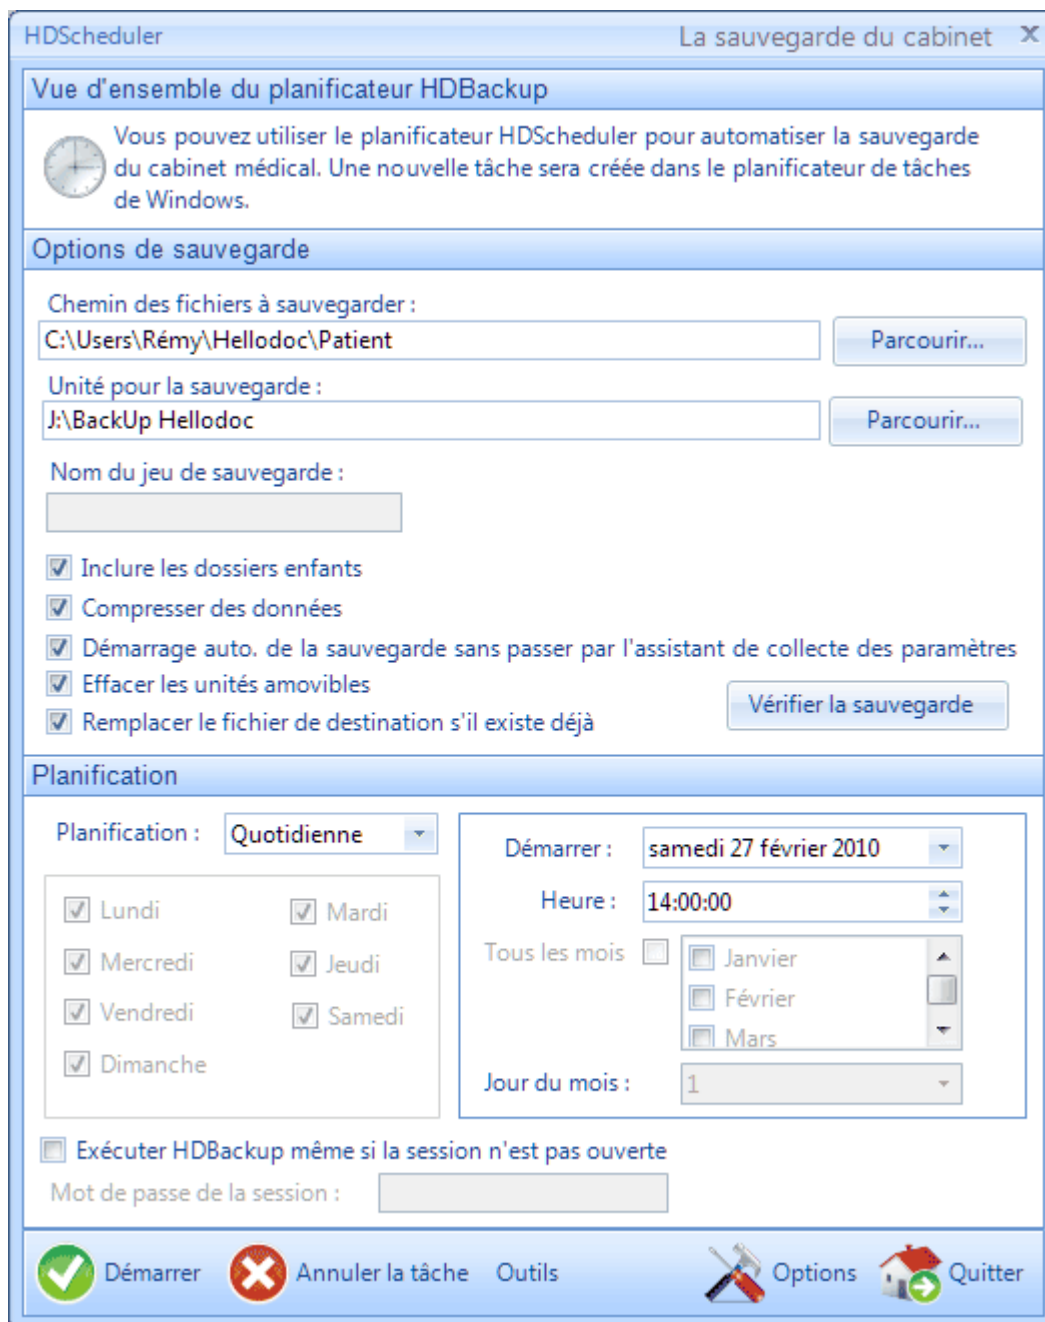 HDScheduler La sauvegarde du cabinet x
Vue d'ensemble du planificateur HDBackup
Vous pouvez utiliser le planificateur HDScheduler pour automatiser la sauvegarde
du cabinet médical. Une nouvelle tâche sera créée dans le planificateur de tâches
de Windows.
Options de sauvegarde
Chemin des fichiers à sauvegarder :
C:\Users\Rémy\Hellodoc\Patient Parcourir...
Unité pour la sauvegarde :
J:\BackUp Hellodoc Parcourir...
Nom du jeu de sauvegarde :
Inclure les dossiers enfants
Compresser des données
Démarrage auto. de la sauvegarde sans passer par l'assistant de collecte des paramètres
Effacer les unités amovibles
Vérifier la sauvegarde
Remplacer le fichier de destination s'il existe déjà
Planification
Planification : Quotidienne
Lundi Mardi
Mercredi Jeudi
Vendredi Samedi
Dimanche
Démarrer : samedi 27 février 2010
Heure : 14:00:00
Tous les mois Janvier
Février
Mars
Jour du mois : 1
Exécuter HDBackup même si la session n'est pas ouverte
Mot de passe de la session :
Démarrer Annuler la tâche Outils Options Quitter